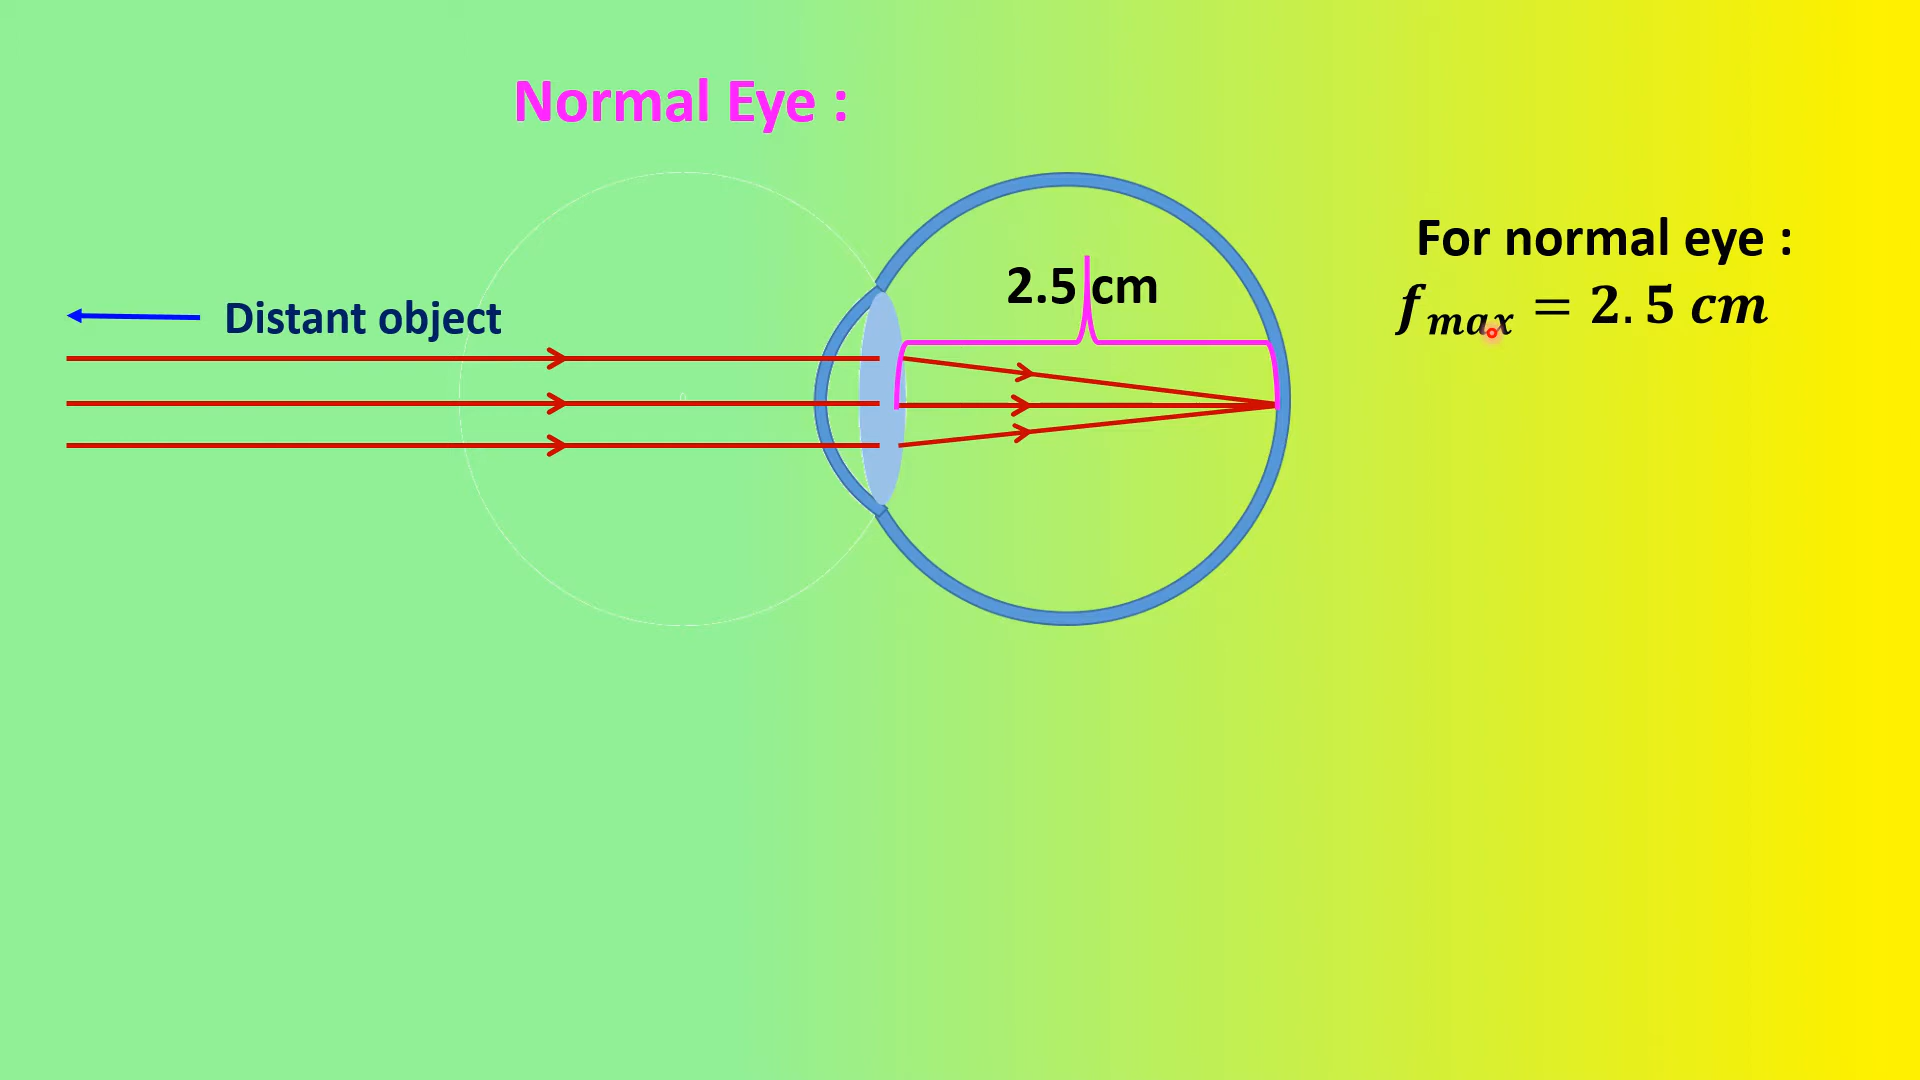 Normal Eye :
Distant object
2.5 cm
For normal eye :
f_max = 2.5 cm